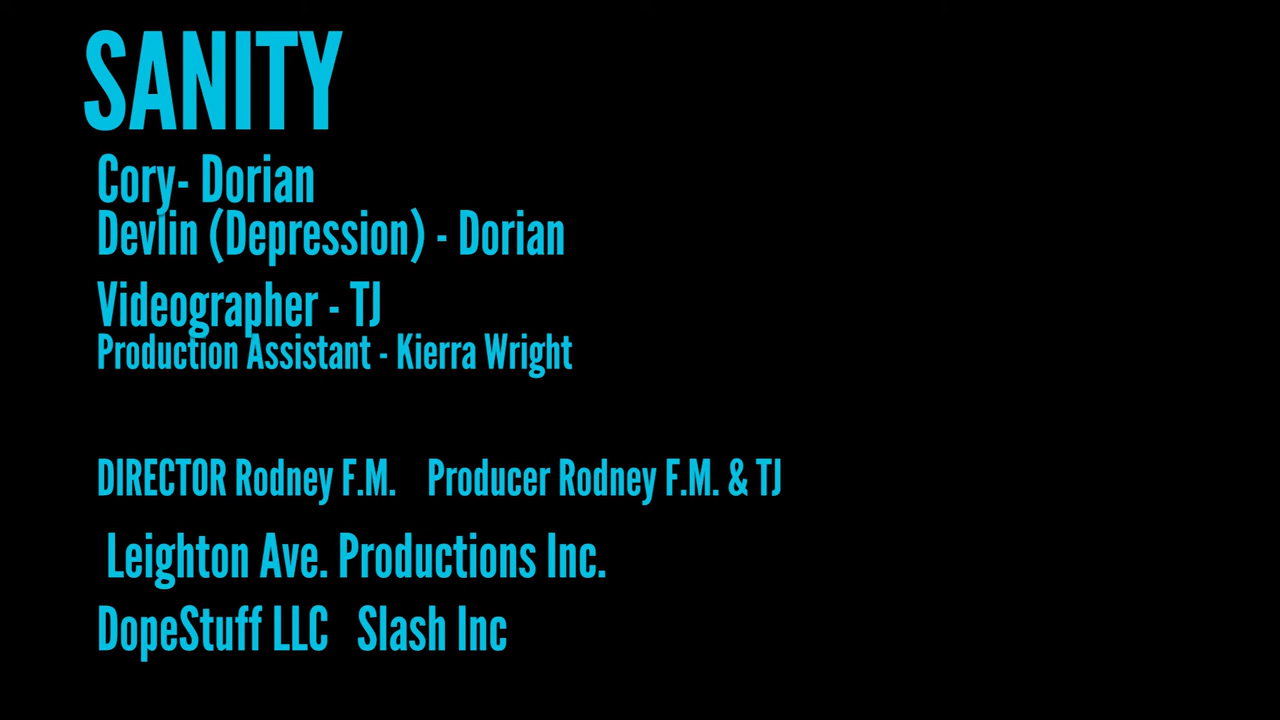 SANITY
Cory- Dorian
Devlin (Depression) - Dorian
Videographer - TJ
Production Assistant - Kierra Wright
DIRECTOR Rodney F.M. Producer Rodney F.M. & TJ
Leighton Ave. Productions Inc.
DopeStuff LLC Slash Inc